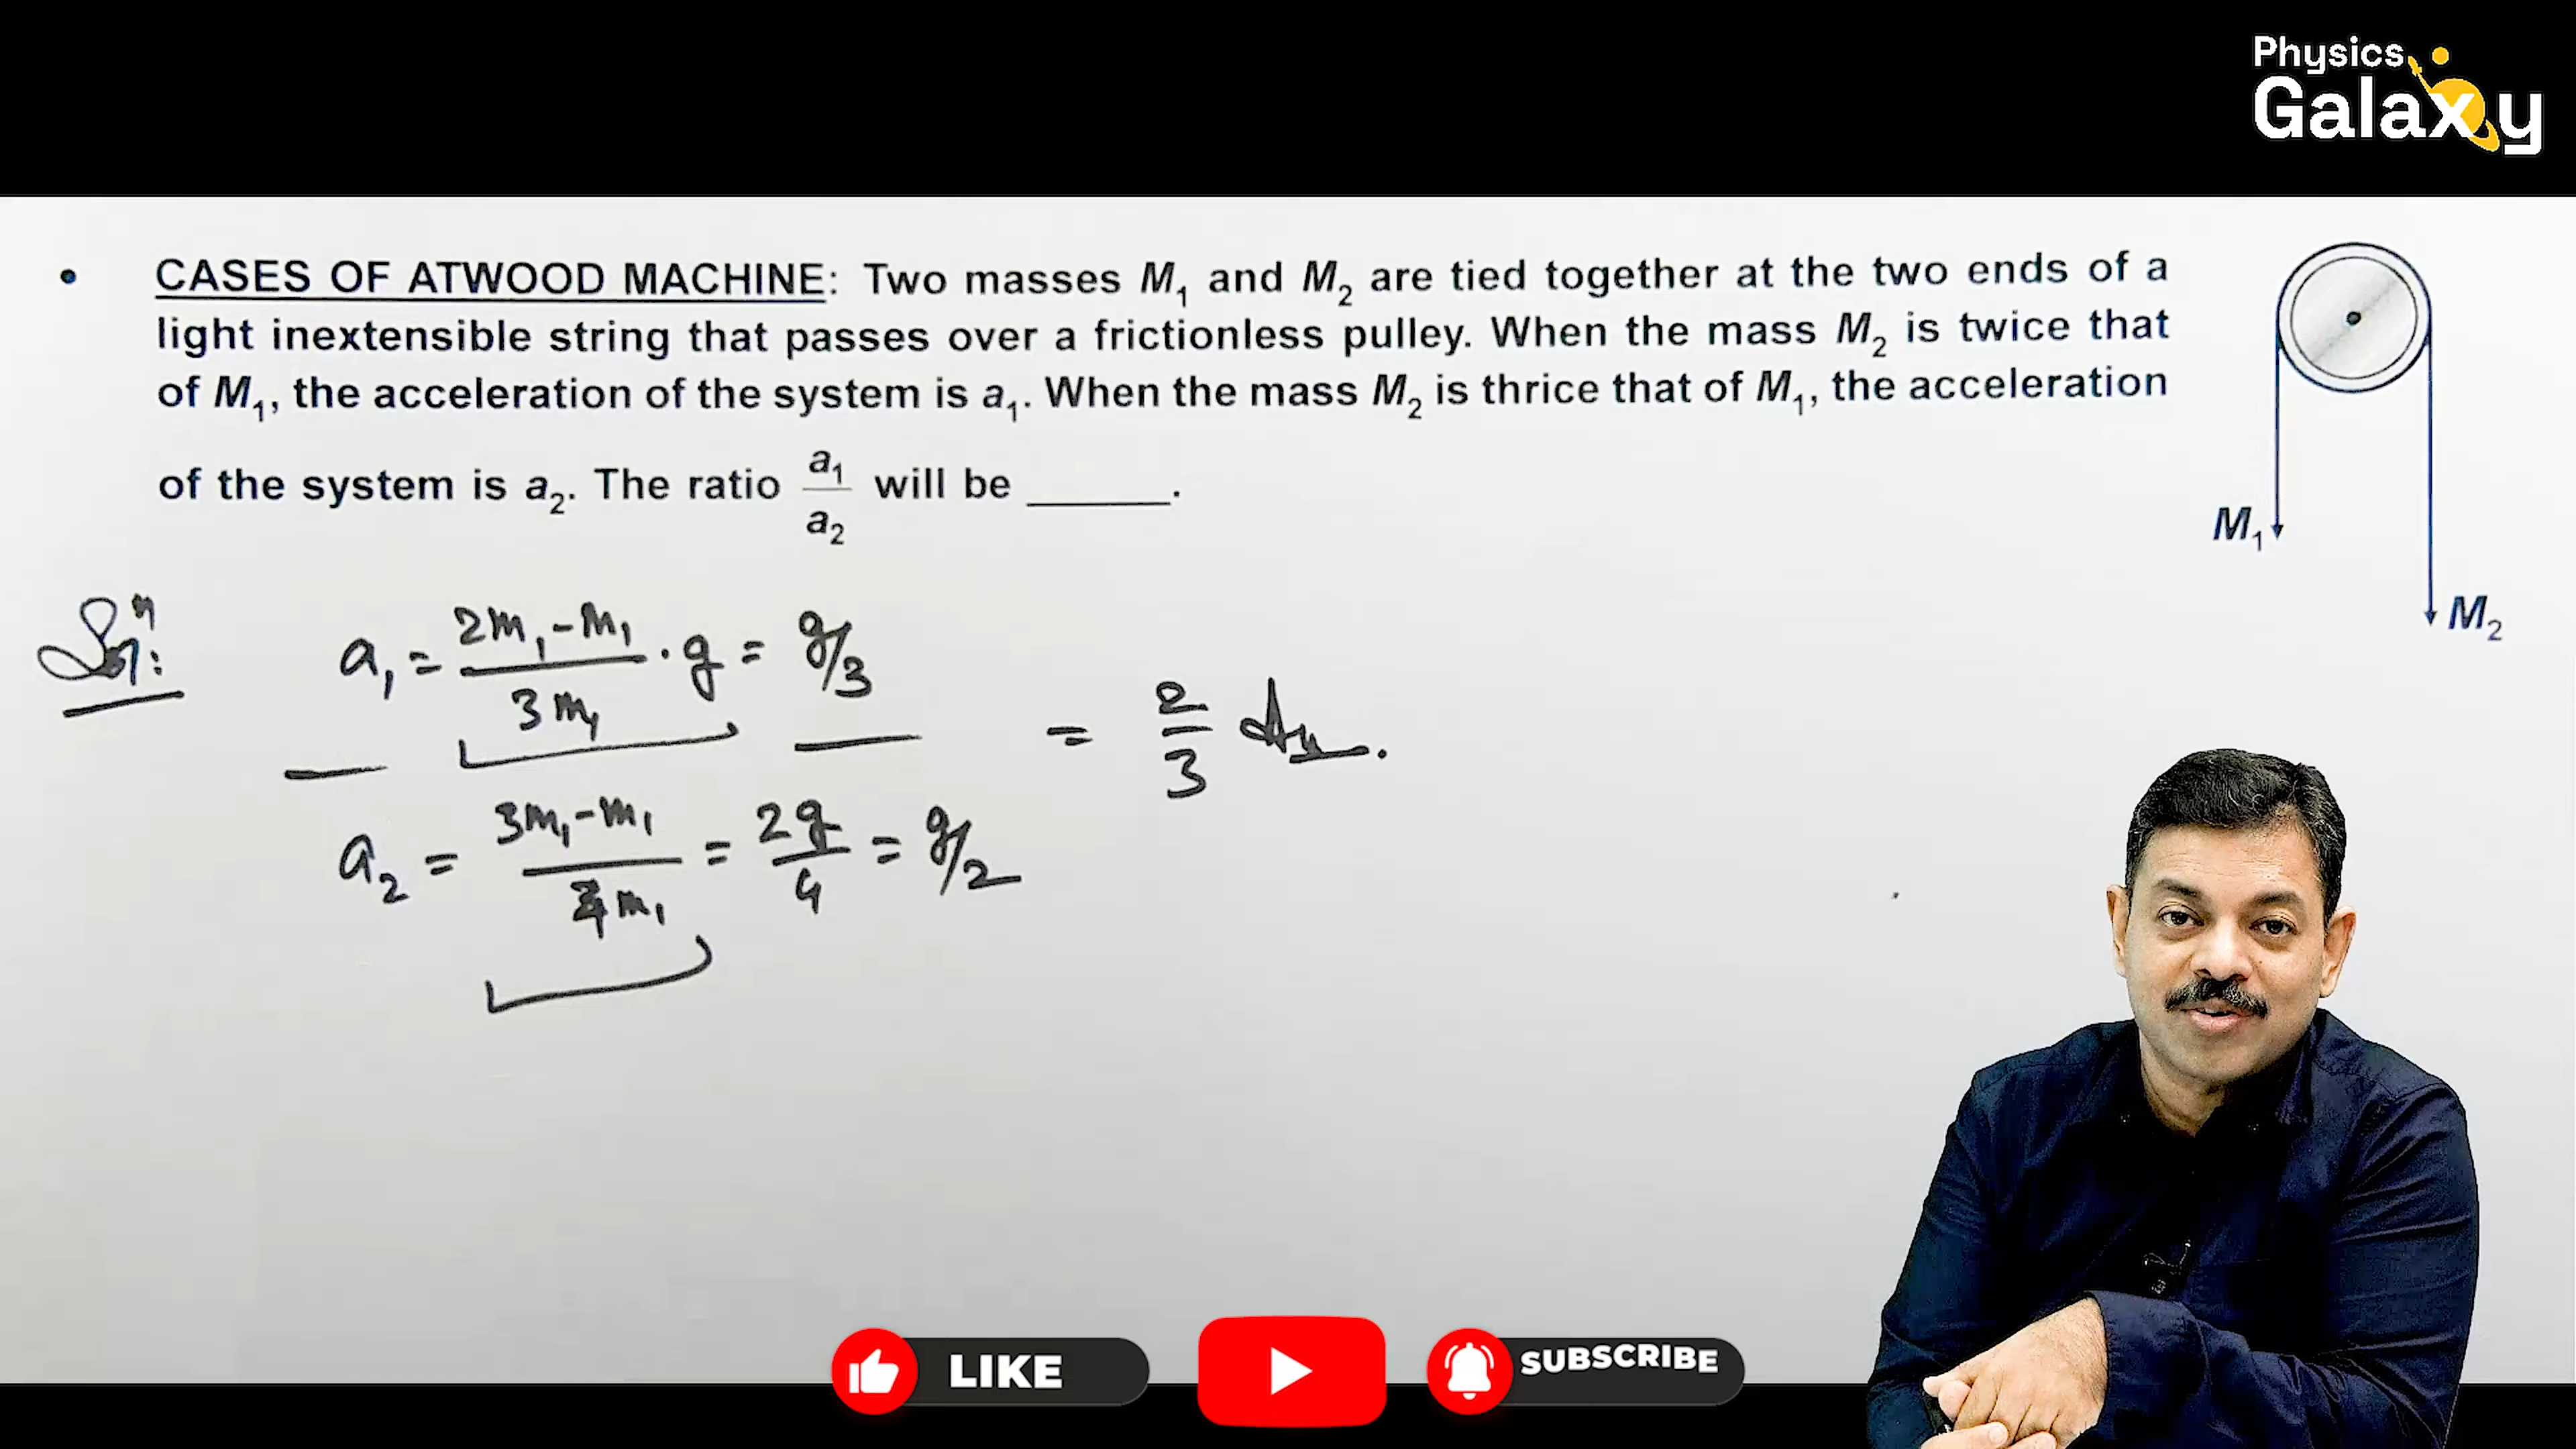 Physics
Galaxy
• CASES OF ATWOOD MACHINE: Two masses M₁ and M₂ are tied together at the two ends of a
light inextensible string that passes over a frictionless pulley. When the mass M₂ is twice that
of M₁, the acceleration of the system is a₁. When the mass M₂ is thrice that of M₁, the acceleration
of the system is a₂. The ratio a₁/a₂ will be ______.
M₁
M₂
Solⁿ:
a₁ = (2m₁-m₁)/(3m₁) · g = g/3
= 2/3 Au.
a₂ = (3m₁-m₁)/(4m₁) = 2g/4 = g/2
LIKE
SUBSCRIBE